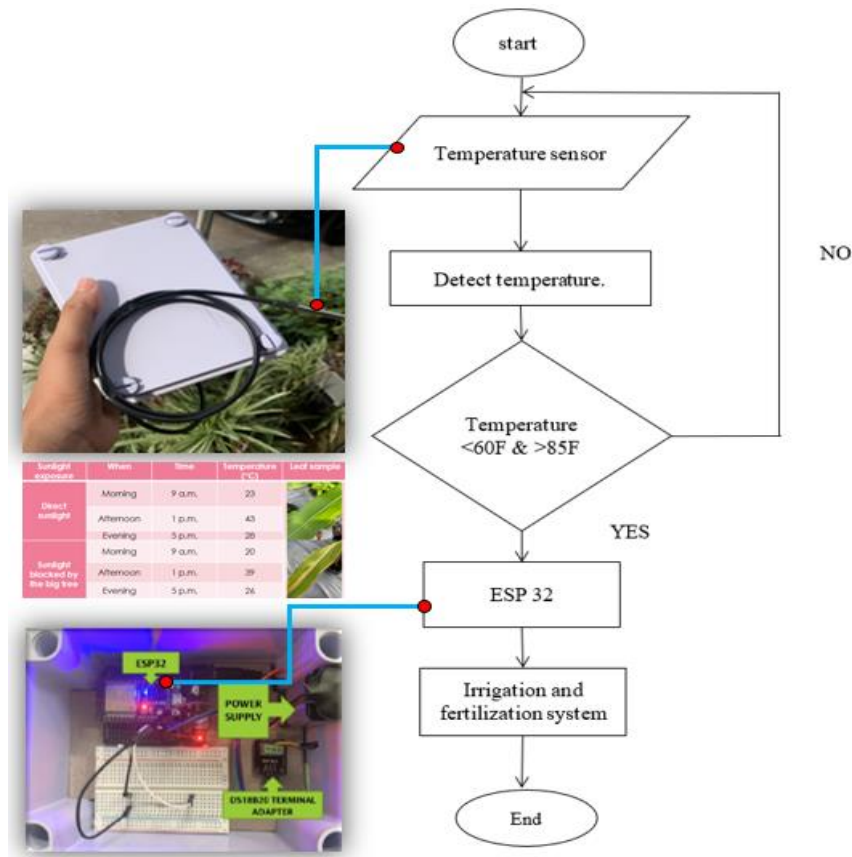 start
Temperature sensor
NO
Detect temperature.
Temperature
<60F & >85F
YES
ESP 32
Irrigation and
fertilization system
End
Sunlight exposure When Time Temperature (°C) Leaf sample
Direct sunlight
Morning 9 a.m. 23
Afternoon 1 p.m. 43
Evening 5 p.m. 28
Sunlight blocked by the big tree
Morning 9 a.m. 20
Afternoon 1 p.m. 39
Evening 5 p.m. 26
ESP32
POWER
SUPPLY
DS18B20 TERMINAL
ADAPTER